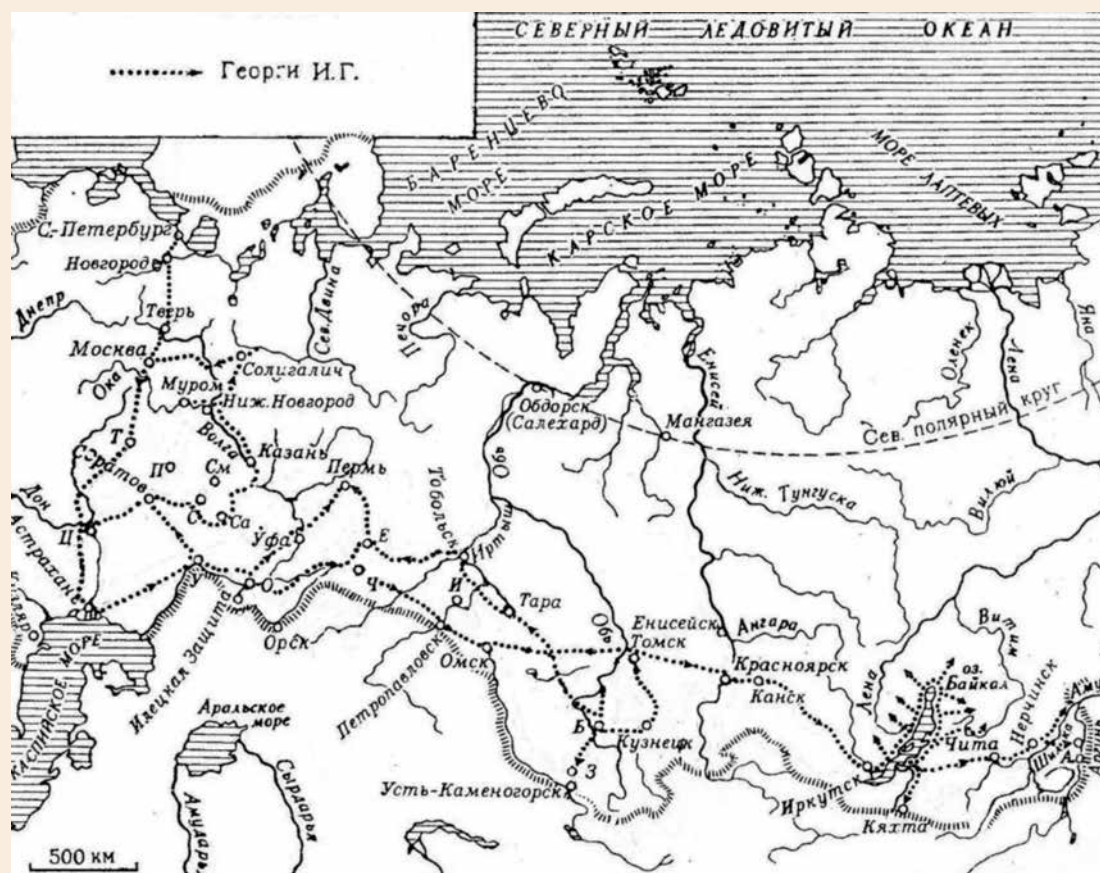 СЕВЕРНЫЙ ЛЕДОВИТЫЙ ОКЕАН
Георги И.Г.
БАРЕНЦЕВО
МОРЕ
КАРСКОЕ МОРЕ
МОРЕ
ЛАПТЕВЫХ
С.-Петербург
Новгород
Днепр
Тверь
Москва
Ока
Солигалич
Муром
Ниж. Новгород
Сев. Двина
Печора
Обдорск
(Салехард)
Мангазея
Енисей
Оленек
Лена
Яна
Сев. полярный круг
Т
Саратов
П
См
Волга
Казань
Пермь
Тобольск
Обь
Ниж. Тунгуска
Вилюй
Дон
Ц
С
Са
Уфа
Е
Иртыш
Астрахань
У
О
Ч
И
Тара
Обь
Енисейск
Ангара
Томск
Витим
КАСПИЙСКОЕ МОРЕ
Илецкая Защита
Орск
Петропавловск
Омск
Красноярск
Канск
Лена
оз.
Байкал
Нерчинск
Шилка
А
Аральское
море
Б
Кузнецк
З
Усть-Каменогорск
Иркутск
Чита
Кяхта
Сырдарья
Амударья
500 км